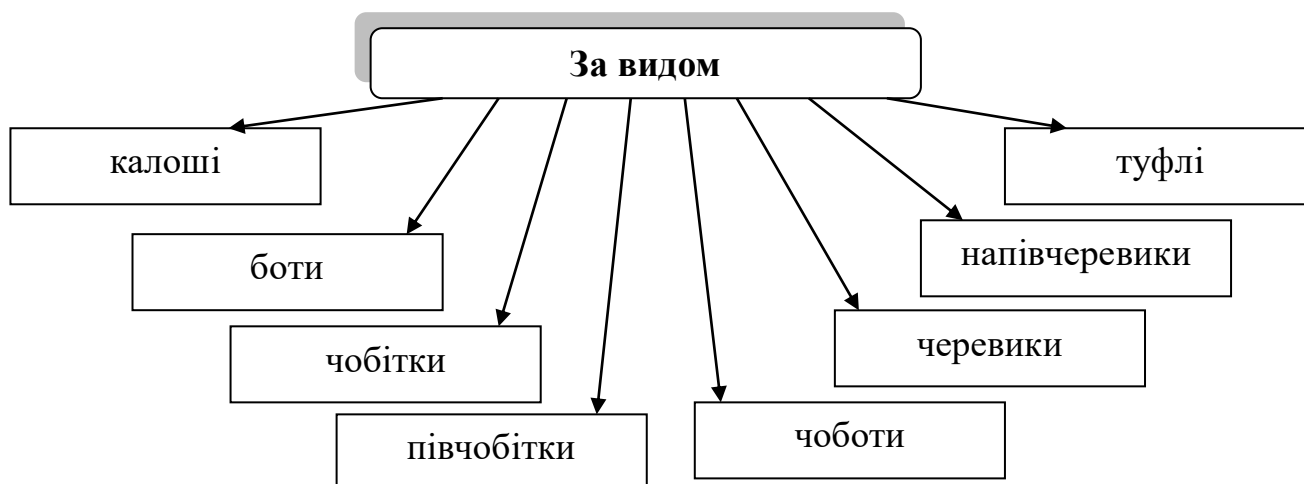 За видом
калоші
туфлі
боти
напівчеревики
чобітки
черевики
півчобітки
чоботи